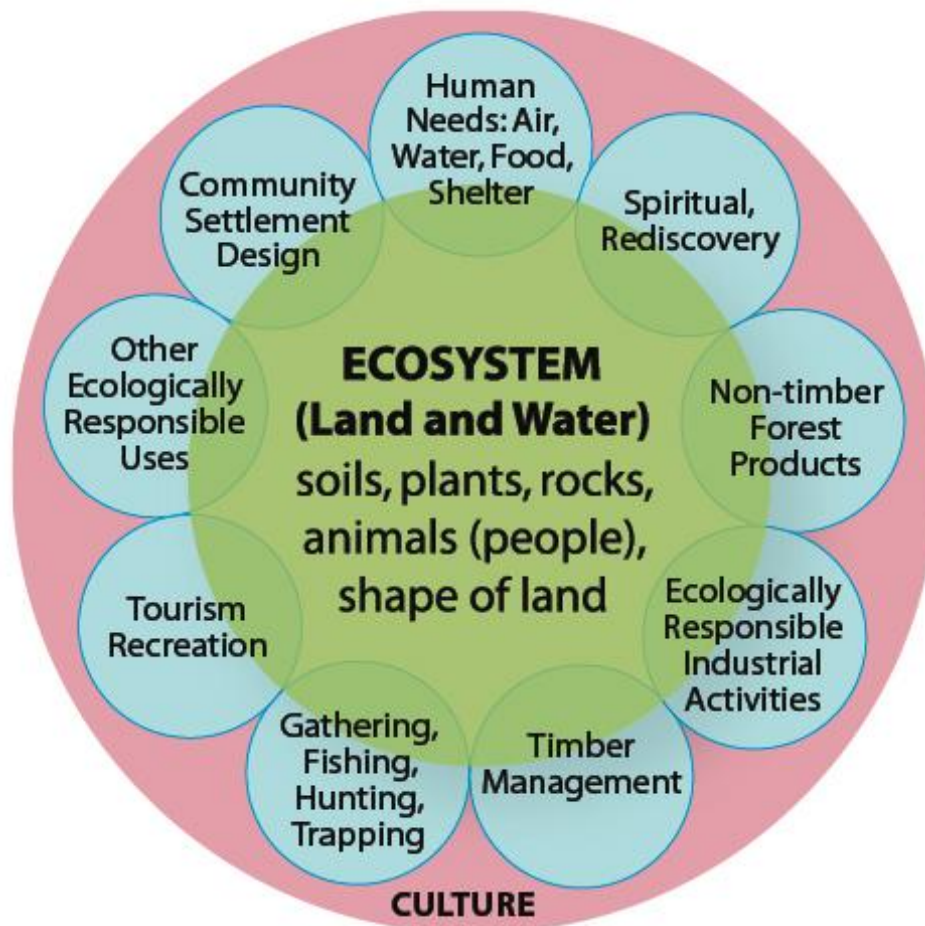 Human
Needs: Air,
Water, Food,
Shelter
Spiritual,
Rediscovery
Non-timber
Forest
Products
Ecologically
Responsible
Industrial
Activities
Timber
Management
Gathering,
Fishing,
Hunting,
Trapping
Tourism
Recreation
Other
Ecologically
Responsible
Uses
Community
Settlement
Design
ECOSYSTEM
(Land and Water)
soils, plants, rocks,
animals (people),
shape of land
CULTURE